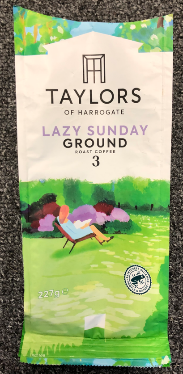 TAYLORS
OF HARROGATE
LAZY SUNDAY
GROUND
ROAST COFFEE
3
227g e